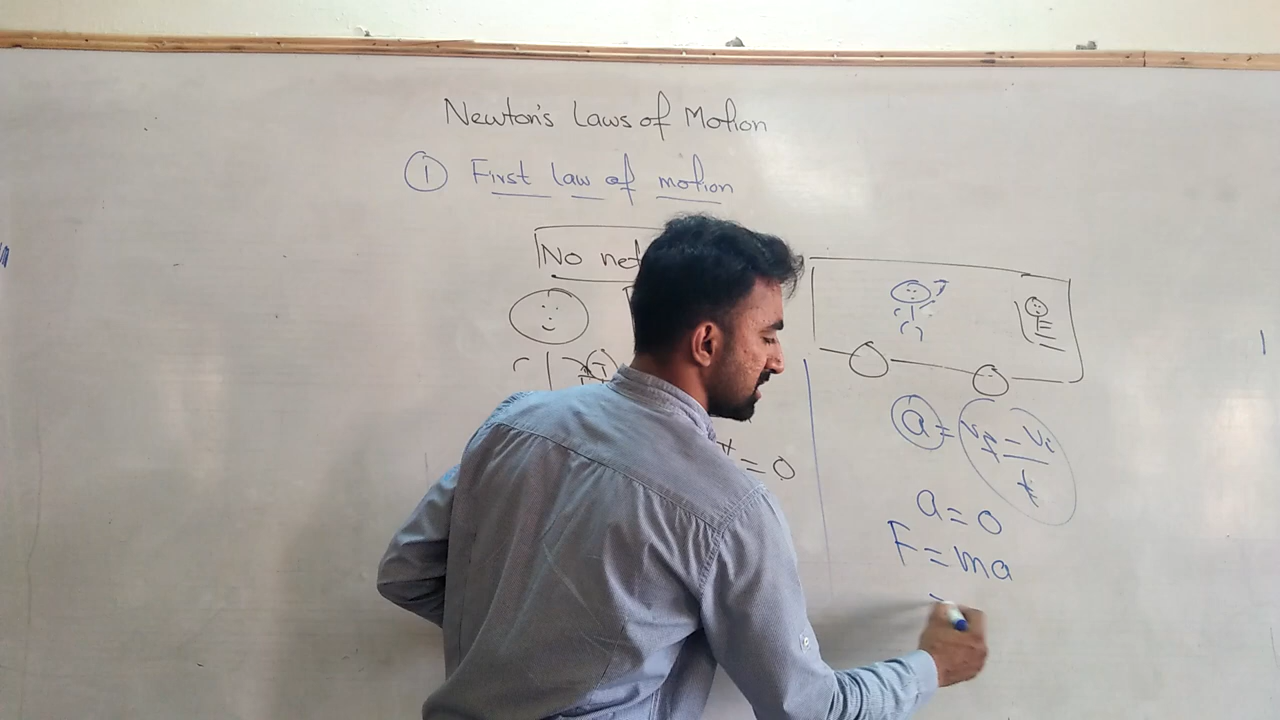 Newton's Laws of Motion
① First law of motion
No net
= 0
a = vf - vi / t
a = 0
F = ma
=